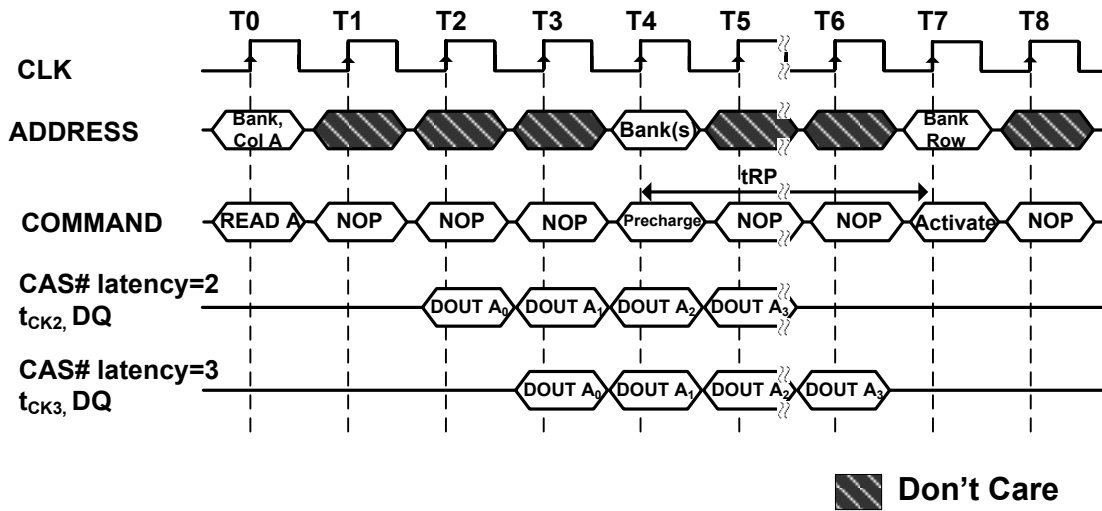 T0 T1 T2 T3 T4 T5 T6 T7 T8
CLK
ADDRESS
Bank, Col A
Bank(s)
Bank Row
tRP
COMMAND
READ A NOP NOP NOP Precharge NOP NOP Activate NOP
CAS# latency=2
tCK2, DQ
DOUT A0 DOUT A1 DOUT A2 DOUT A3
CAS# latency=3
tCK3, DQ
DOUT A0 DOUT A1 DOUT A2 DOUT A3
Don't Care